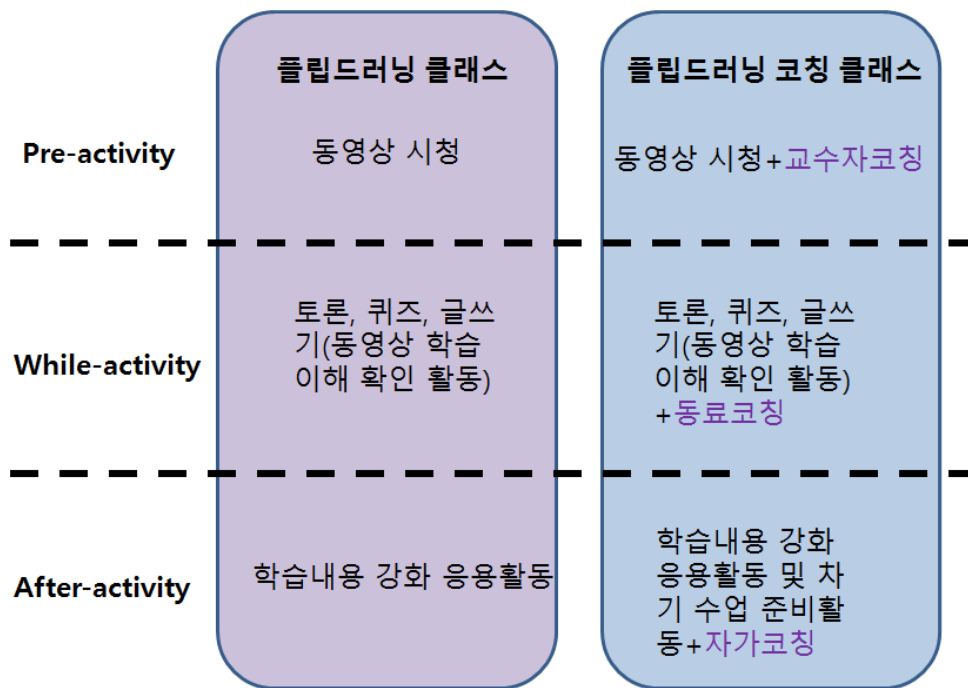 플립드러닝 클래스
플립드러닝 코칭 클래스
Pre-activity
동영상 시청
동영상 시청+교수자코칭
While-activity
토론, 퀴즈, 글쓰
기(동영상 학습
이해 확인 활동)
토론, 퀴즈, 글쓰
기(동영상 학습
이해 확인 활동)
+동료코칭
After-activity
학습내용 강화 응용활동
학습내용 강화
응용활동 및 차
기 수업 준비활
동+자가코칭